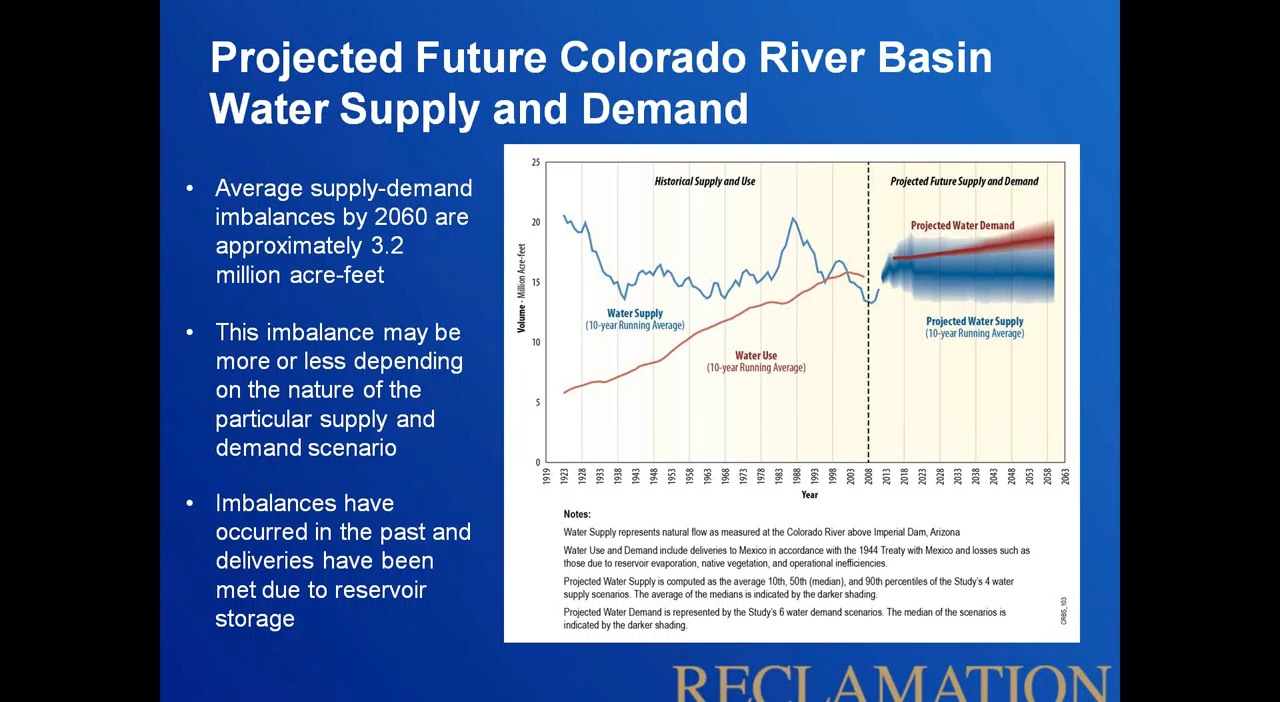 Projected Future Colorado River Basin
Water Supply and Demand
• Average supply-demand
imbalances by 2060 are
approximately 3.2
million acre-feet
• This imbalance may be
more or less depending
on the nature of the
particular supply and
demand scenario
• Imbalances have
occurred in the past and
deliveries have been
met due to reservoir
storage
25
20
15
10
5
0
Volume - Million Acre-feet
Historical Supply and Use
Projected Future Supply and Demand
Projected Water Demand
Water Supply
(10-year Running Average)
Projected Water Supply
(10-year Running Average)
Water Use
(10-year Running Average)
1919 1923 1928 1933 1938 1943 1948 1953 1958 1963 1968 1973 1978 1983 1988 1993 1998 2003 2008 2013 2018 2023 2028 2033 2038 2043 2048 2053 2058 2063
Year
Notes:
Water Supply represents natural flow as measured at the Colorado River above Imperial Dam, Arizona
Water Use and Demand include deliveries to Mexico in accordance with the 1944 Treaty with Mexico and losses such as
those due to reservoir evaporation, native vegetation, and operational inefficiencies.
Projected Water Supply is computed as the average 10th, 50th (median), and 90th percentiles of the Study's 4 water
supply scenarios. The average of the medians is indicated by the darker shading.
Projected Water Demand is represented by the Study's 6 water demand scenarios. The median of the scenarios is
indicated by the darker shading.
CRBS_103
RECLAMATION